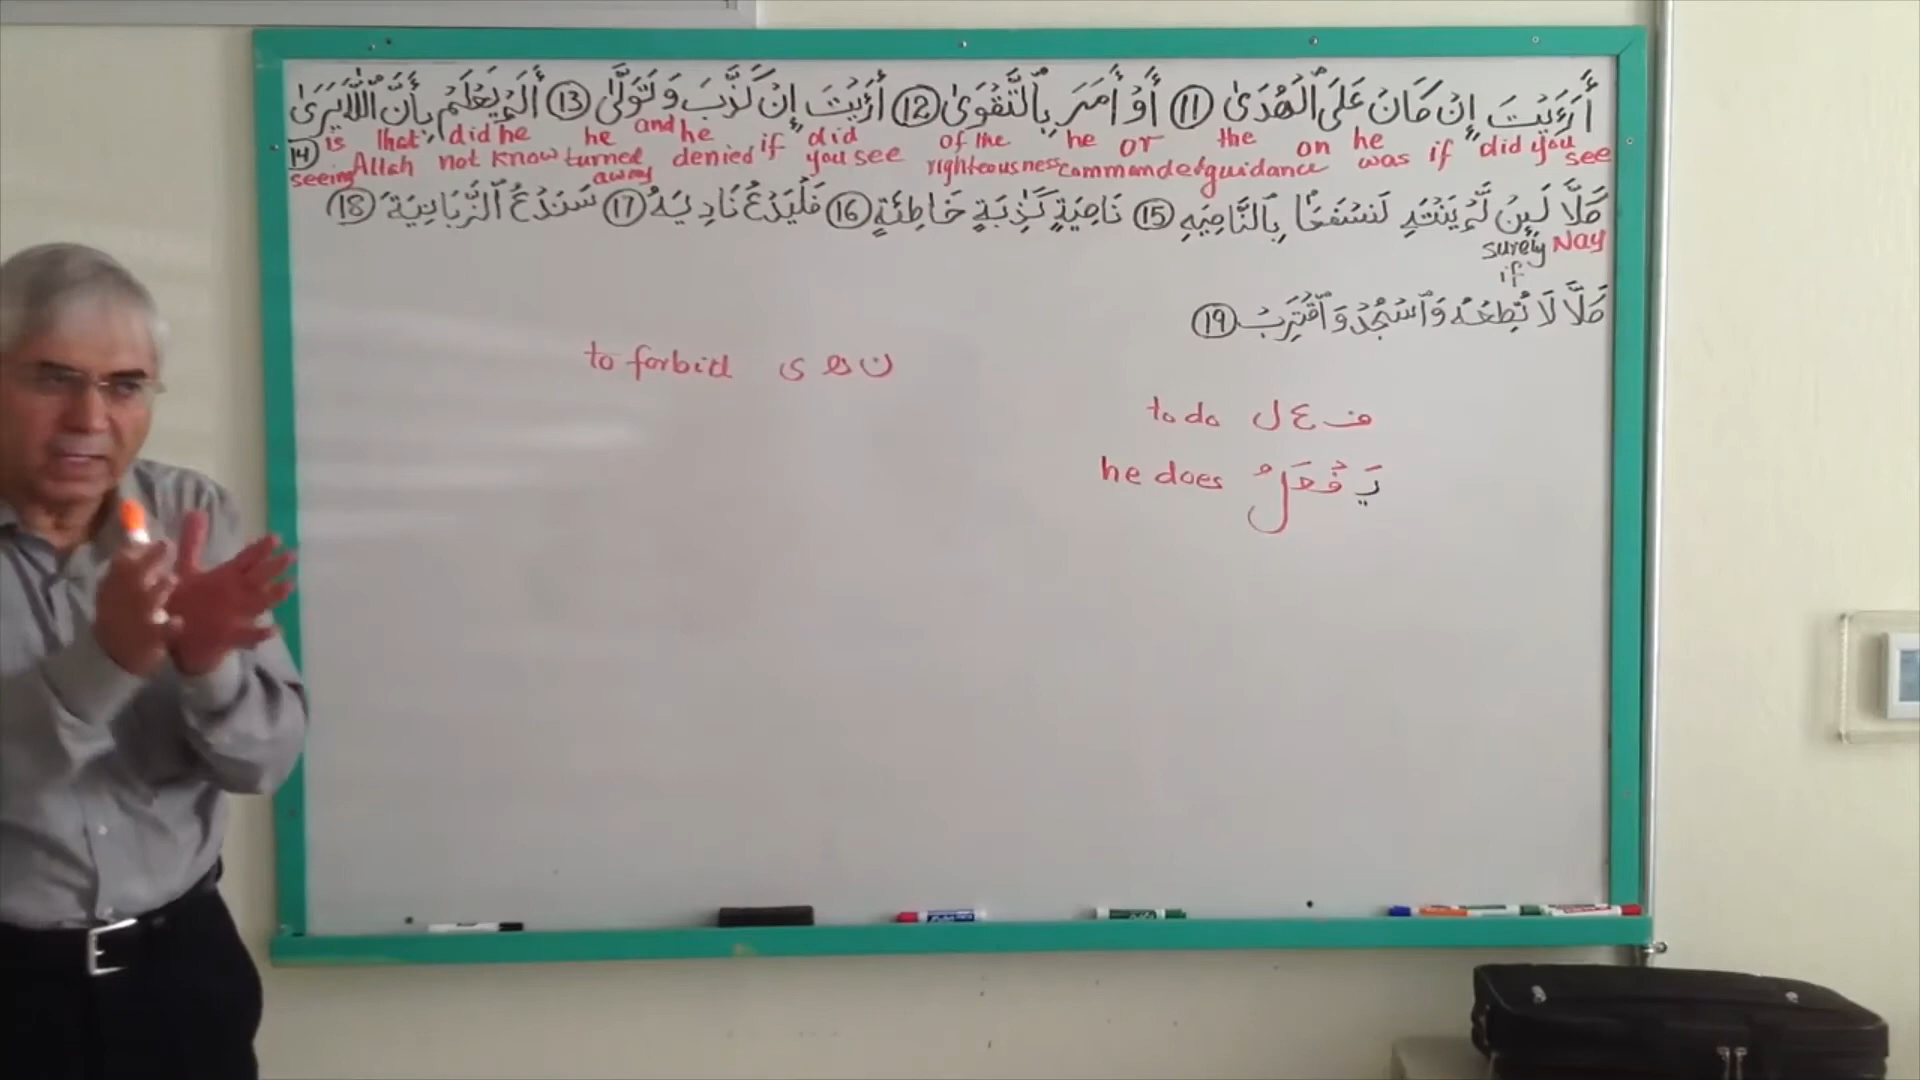 أَرَءَيْتَ إِنْ كَانَ عَلَى ٱلْهُدَىٰ ⑪ أَوْ أَمَرَ بِٱلتَّقْوَىٰ ⑫ أَرَءَيْتَ إِنْ كَذَّبَ وَتَوَلَّىٰ ⑬ أَلَمْ يَعْلَمْ بِأَنَّ ٱللَّهَ يَرَىٰ
is that did he he and he did of the he or the on he did you
⑭ seeing Allah not know turned away denied if you see righteousness commanded guidance was if see
كَلَّا لَىِٕنْ لَّمْ يَنْتَهِ لَنَسْفَعًۢا بِٱلنَّاصِيَةِ ⑮ نَاصِيَةٍ كَٰذِبَةٍ خَاطِئَةٍ ⑯ فَلْيَدْعُ نَادِيَهُۥ ⑰ سَنَدْعُ ٱلزَّبَانِيَةَ ⑱
surely if Nay
كَلَّا لَا تُطِعْهُ وَٱسْجُدْ وَٱقْتَرِبْ ⑲
to forbid ن ه ى
to do ف ع ل
he does يَفْعَلُ